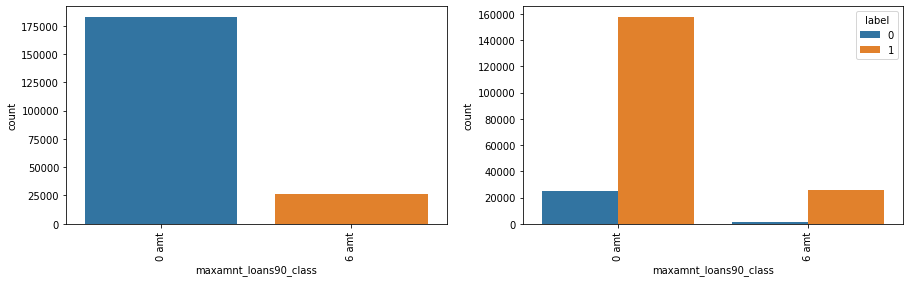 175000
150000
125000
100000
75000
50000
25000
0
count
0 amt
6 amt
maxamnt_loans90_class
160000
140000
120000
100000
80000
60000
40000
20000
0
count
label
0
1
0 amt
6 amt
maxamnt_loans90_class